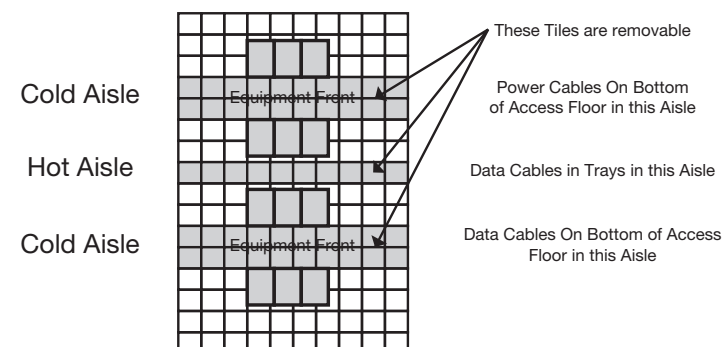 These Tiles are removable
Cold Aisle
Equipment Front
Power Cables On Bottom
of Access Floor in this Aisle
Hot Aisle
Data Cables in Trays in this Aisle
Cold Aisle
Equipment Front
Data Cables On Bottom of Access
Floor in this Aisle